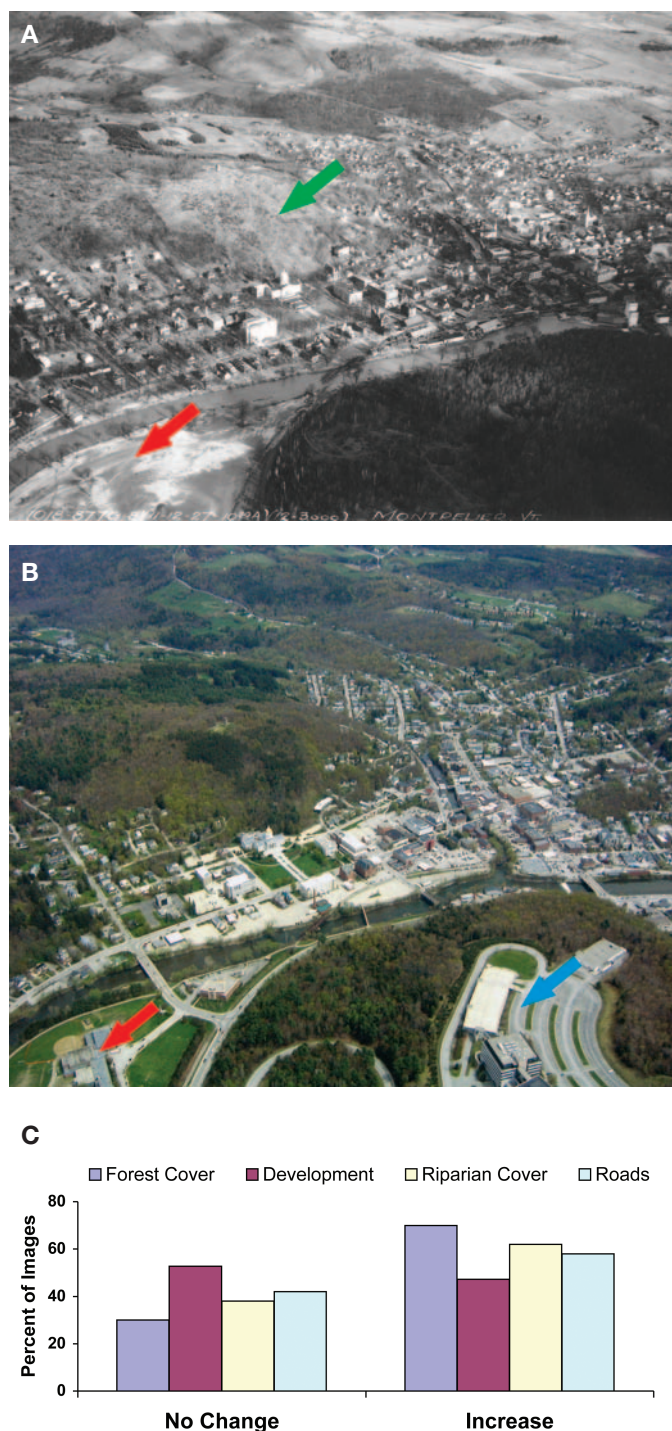 A
MONTPELIER, VT.
B
C
Forest Cover Development Riparian Cover Roads
Percent of Images
80
60
40
20
0
No Change Increase